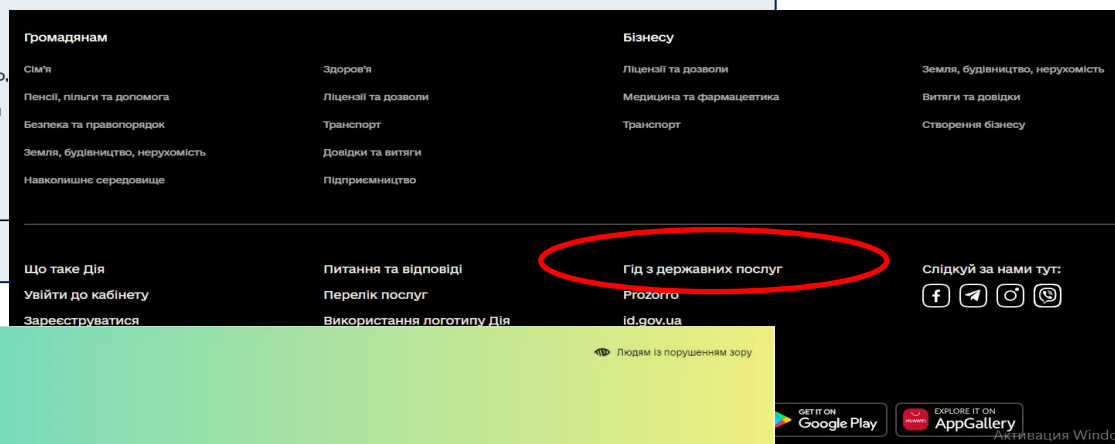 Громадянам
Бізнесу
Сім'я
Здоров'я
Ліцензії та дозволи
Земля, будівництво, нерухомість
Пенсії, пільги та допомога
Ліцензії та дозволи
Медицина та фармацевтика
Витяги та довідки
Безпека та правопорядок
Транспорт
Транспорт
Створення бізнесу
Земля, будівництво, нерухомість
Довідки та витяги
Навколишнє середовище
Підприємництво
Що таке Дія
Питання та відповіді
Гід з державних послуг
Слідкуй за нами тут:
Увійти до кабінету
Перелік послуг
Prozorro
Зареєструватися
Використання логотипу Дія
id.gov.ua
Людям із порушенням зору
GET IT ON
Google Play
EXPLORE IT ON
AppGallery
HUAWEI
Активация Windo